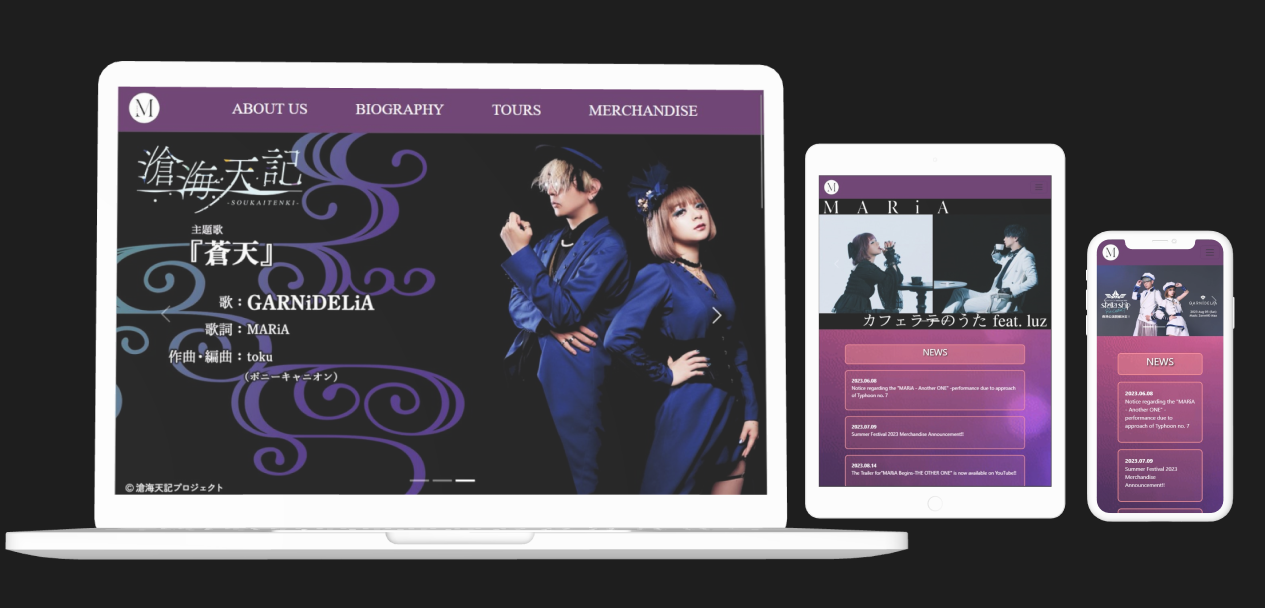 M
ABOUT US
BIOGRAPHY
TOURS
MERCHANDISE
滄海天記
-SOUKAITENKI-
主題歌
『蒼天』
歌：GARNiDELiA
歌詞：MARiA
作曲・編曲：toku
（ポニーキャニオン）
©滄海天記プロジェクト
M
MARiA
カフェラテのうた feat. luz
NEWS
2023.06.08
Notice regarding the "MARiA - Another ONE" -performance due to approach
of Typhoon no. 7
2023.07.09
Summer Festival 2023 Merchandise Announcement!!
2023.08.14
The Trailer for"MARiA Begins-THE OTHER ONE" is now available on YouTube!!
M
stellaship
GARNiDELiA
NEWS
2023.06.08
Notice regarding the "MARiA
- Another ONE" -
performance due to
approach of Typhoon no. 7
2023.07.09
Summer Festival 2023
Merchandise
Announcement!!